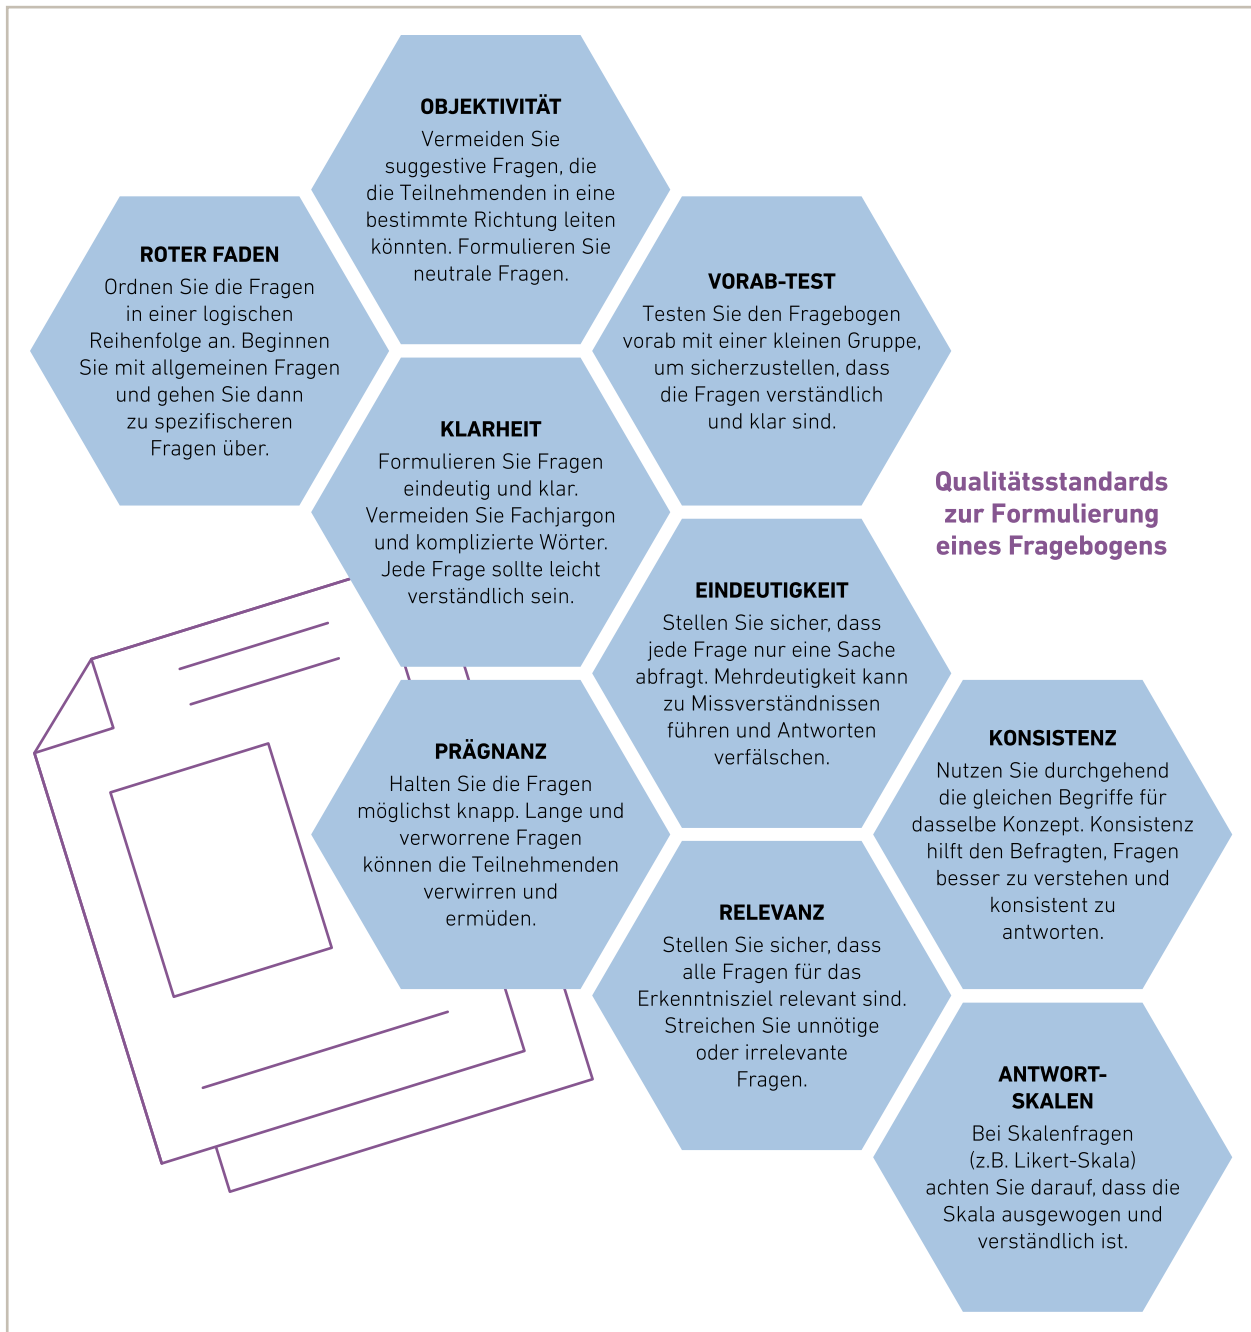 OBJEKTIVITÄT
Vermeiden Sie
suggestive Fragen, die
die Teilnehmenden in eine
bestimmte Richtung leiten
könnten. Formulieren Sie
neutrale Fragen.
ROTER FADEN
Ordnen Sie die Fragen
in einer logischen
Reihenfolge an. Beginnen
Sie mit allgemeinen Fragen
und gehen Sie dann
zu spezifischeren
Fragen über.
VORAB-TEST
Testen Sie den Fragebogen
vorab mit einer kleinen Gruppe,
um sicherzustellen, dass
die Fragen verständlich
und klar sind.
KLARHEIT
Formulieren Sie Fragen
eindeutig und klar.
Vermeiden Sie Fachjargon
und komplizierte Wörter.
Jede Frage sollte leicht
verständlich sein.
Qualitätsstandards
zur Formulierung
eines Fragebogens
EINDEUTIGKEIT
Stellen Sie sicher, dass
jede Frage nur eine Sache
abfragt. Mehrdeutigkeit kann
zu Missverständnissen
führen und Antworten
verfälschen.
PRÄGNANZ
Halten Sie die Fragen
möglichst knapp. Lange und
verworrene Fragen
können die Teilnehmenden
verwirren und
ermüden.
KONSISTENZ
Nutzen Sie durchgehend
die gleichen Begriffe für
dasselbe Konzept. Konsistenz
hilft den Befragten, Fragen
besser zu verstehen und
konsistent zu
antworten.
RELEVANZ
Stellen Sie sicher, dass
alle Fragen für das
Erkenntnisziel relevant sind.
Streichen Sie unnötige
oder irrelevante
Fragen.
ANTWORT-
SKALEN
Bei Skalenfragen
(z.B. Likert-Skala)
achten Sie darauf, dass die
Skala ausgewogen und
verständlich ist.